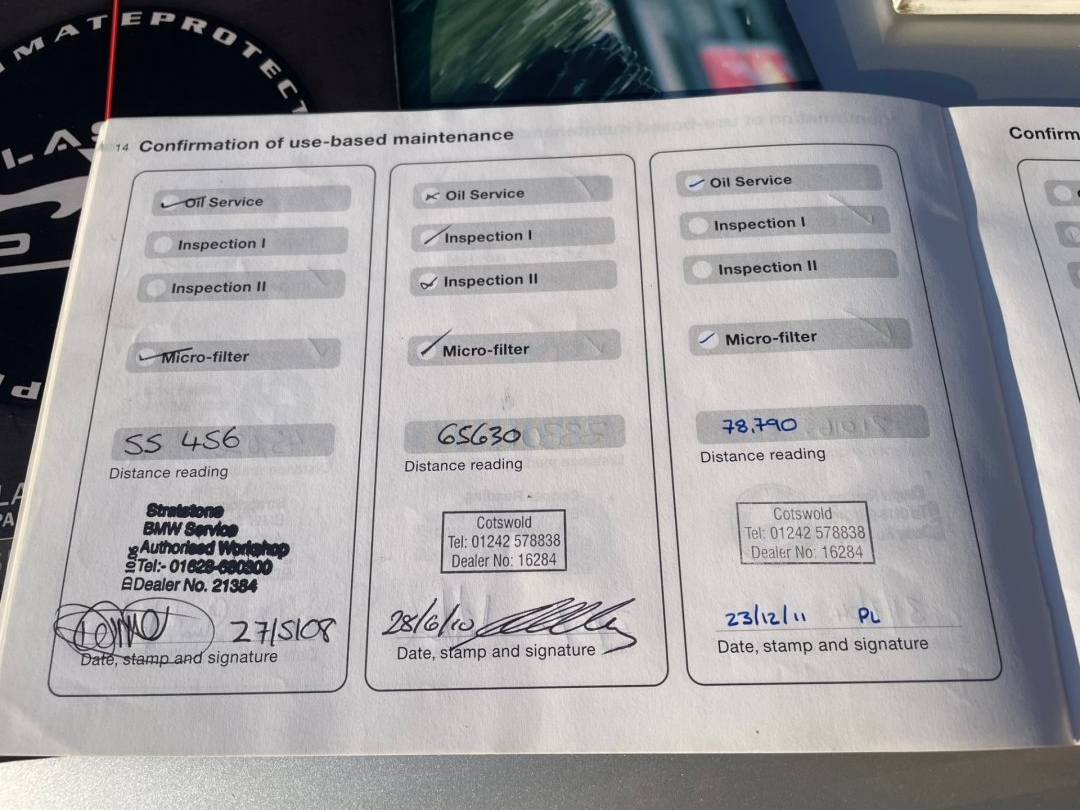 MATEPROTECT
LAS
14 Confirmation of use-based maintenance
Oil Service
Inspection I
Inspection II
Micro-filter
55 456
Distance reading
Stratstone
BMW Service
Authorised Workshop
Tel:- 01628-680300
Dealer No. 21384
27/5/08
Date, stamp and signature
Oil Service
Inspection I
Inspection II
Micro-filter
65630
Distance reading
Cotswold
Tel: 01242 578838
Dealer No: 16284
28/6/10
Date, stamp and signature
Oil Service
Inspection I
Inspection II
Micro-filter
78,790
Distance reading
Cotswold
Tel: 01242 578838
Dealer No: 16284
23/12/11 PL
Date, stamp and signature
Confirm